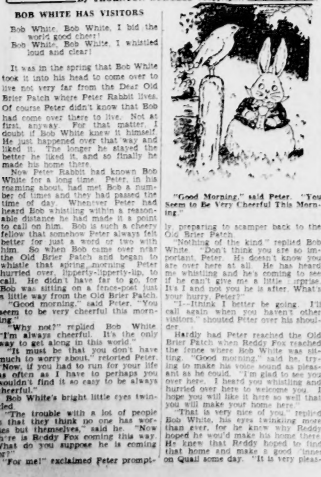 BOB WHITE HAS VISITORS
Bob White, Bob White, I bid the
world good cheer!
Bob White, Bob White, I whistled
loud and clear!
It was in the spring that Bob White
took it into his head to come over to
live not very far from the Dear Old
Brier Patch where Peter Rabbit lives.
Of course Peter didn't know that Bob
had come over there to live. Not at
first, anyway. For that matter, I
doubt if Bob White knew it himself.
He just happened over that way and
liked it. The longer he stayed the
better he liked it, and so finally he
made his home there.
Now Peter Rabbit had known Bob
White for a long time. Peter, in his
roaming about, had met Bob a num-
ber of times and they had passed the
time of day. Whenever Peter had
heard Bob whistling within a reason-
able distance he had made it a point
to call on him. Bob is such a cheery
fellow that somehow Peter always felt
better for just a word or two with
him. So when Bob came over near
the Old Brier Patch and began to
whistle that spring morning Peter
hurried over, lipperty-lipperty-lip, to
call. He didn't have far to go, for
Bob was sitting on a fence-post just
a little way from the Old Brier Patch.
"Good morning," said Peter. "You
seem to be very cheerful this morn-
ing."
"Why not?" replied Bob White.
"I'm always cheerful. It's the only
way to get along in this world."
"It must be that you don't have
much to worry about," retorted Peter.
"Now, if you had to run for your life
as often as I have to perhaps you
wouldn't find it so easy to be always
cheerful."
Bob White's bright little eyes twin-
kled.
"The trouble with a lot of people
is that they think no one has wor-
ries but themselves," said he. "Now
here is Reddy Fox coming this way.
What do you suppose he is coming
for?"
"For me!" exclaimed Peter prompt-
"Good Morning," said Peter. "You
Seem to Be Very Cheerful This Morn-
ing."
ly, preparing to scamper back to the
Old Brier Patch.
"Nothing of the kind," replied Bob
White. "Don't think you are so im-
portant, Peter. He doesn't know you
are over here at all. He has heard
me whistling and he's coming to see
if he can't give me a little surprise.
It's I and not you he is after. What's
your hurry, Peter?"
"I—I think I better be going. I'll
call again when you haven't other
visitors," shouted Peter over his shoul-
der.
Hardly had Peter reached the Old
Brier Patch when Reddy Fox reached
the fence where Bob White was sit-
ting. "Good morning," said he, try-
ing to make his voice sound as pleas-
ant as he could. "I'm glad to see you
over here. I heard you whistling and
hurried over here to welcome you. I
hope you will like it here so well that
you will make your home here."
"That is very nice of you," replied
Bob White, his eyes twinkling more
than ever, for he knew why Reddy
hoped he would make his home there.
He knew that Reddy hoped to find
that home and make a good dinner
on Quail some day. "It is very pleas-